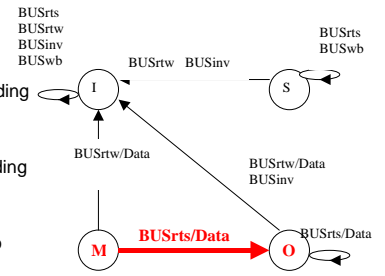 BUSrts
BUSrtw
BUSinv
BUSwb
BUSrts
BUSwb
BUSrtw BUSinv
ding
I
S
BUSrtw/Data
BUSrtw/Data
BUSinv
ding
BUSrts/Data
BUSrts/Data
M
O